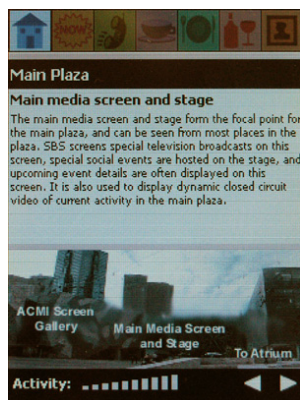 NOW
Main Plaza
Main media screen and stage
The main media screen and stage form the focal point for
the main plaza, and can be seen from most places in the
plaza. SBS screens special television broadcasts on this
screen, special social events are hosted on the stage, and
upcoming event details are often displayed on this
screen. It is also used to display dynamic closed circuit
video of current activity in the main plaza.
ACMI Screen
Gallery
Main Media Screen
and Stage
To Atrium
Activity: